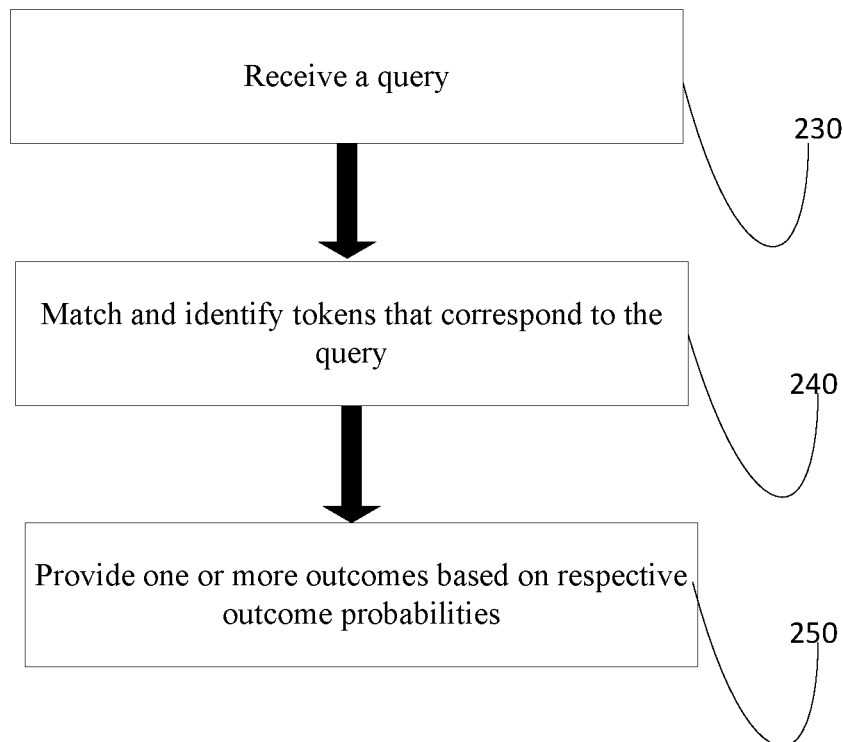 Receive a query
230
Match and identify tokens that correspond to the
query
240
Provide one or more outcomes based on respective
outcome probabilities
250